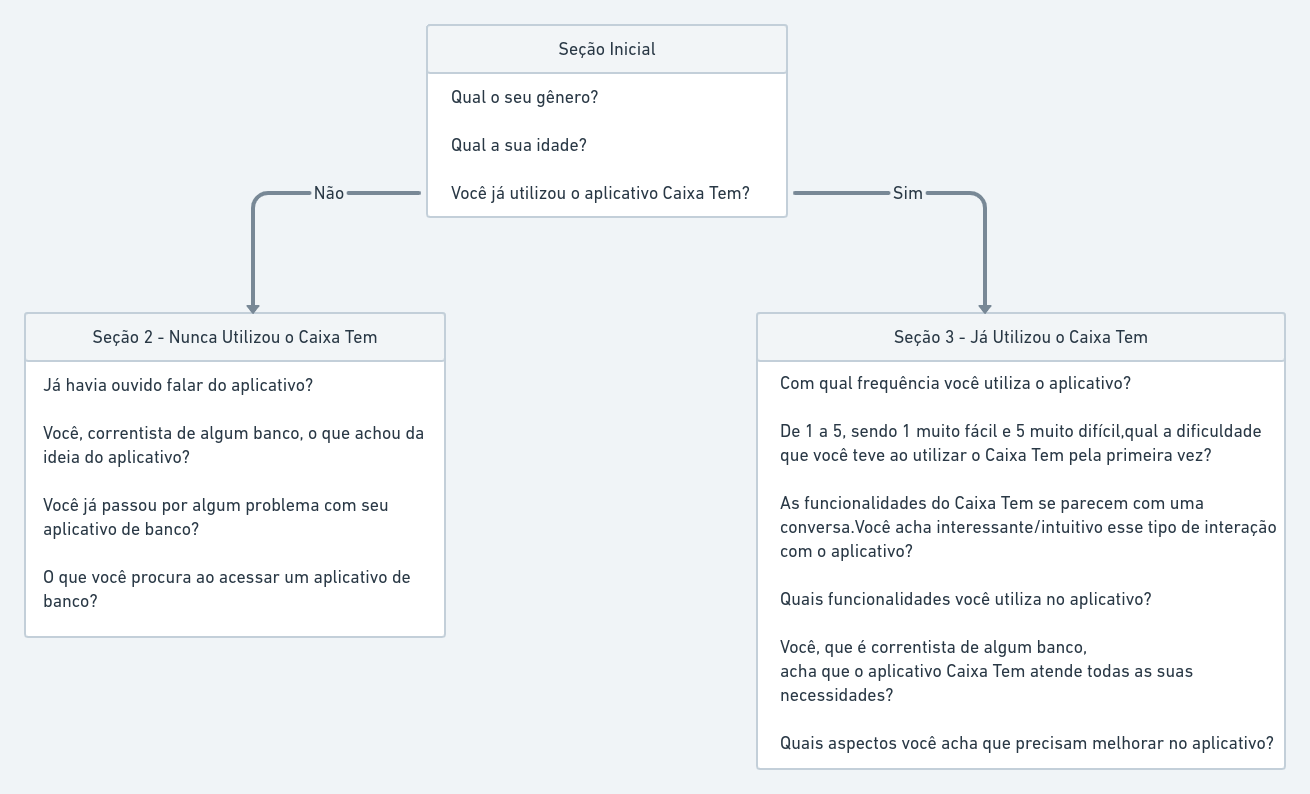 Seção Inicial
Qual o seu gênero?
Qual a sua idade?
Você já utilizou o aplicativo Caixa Tem?
Não
Sim
Seção 2 - Nunca Utilizou o Caixa Tem
Já havia ouvido falar do aplicativo?
Você, correntista de algum banco, o que achou da
ideia do aplicativo?
Você já passou por algum problema com seu
aplicativo de banco?
O que você procura ao acessar um aplicativo de
banco?
Seção 3 - Já Utilizou o Caixa Tem
Com qual frequência você utiliza o aplicativo?
De 1 a 5, sendo 1 muito fácil e 5 muito difícil,qual a dificuldade
que você teve ao utilizar o Caixa Tem pela primeira vez?
As funcionalidades do Caixa Tem se parecem com uma
conversa.Você acha interessante/intuitivo esse tipo de interação
com o aplicativo?
Quais funcionalidades você utiliza no aplicativo?
Você, que é correntista de algum banco,
acha que o aplicativo Caixa Tem atende todas as suas
necessidades?
Quais aspectos você acha que precisam melhorar no aplicativo?